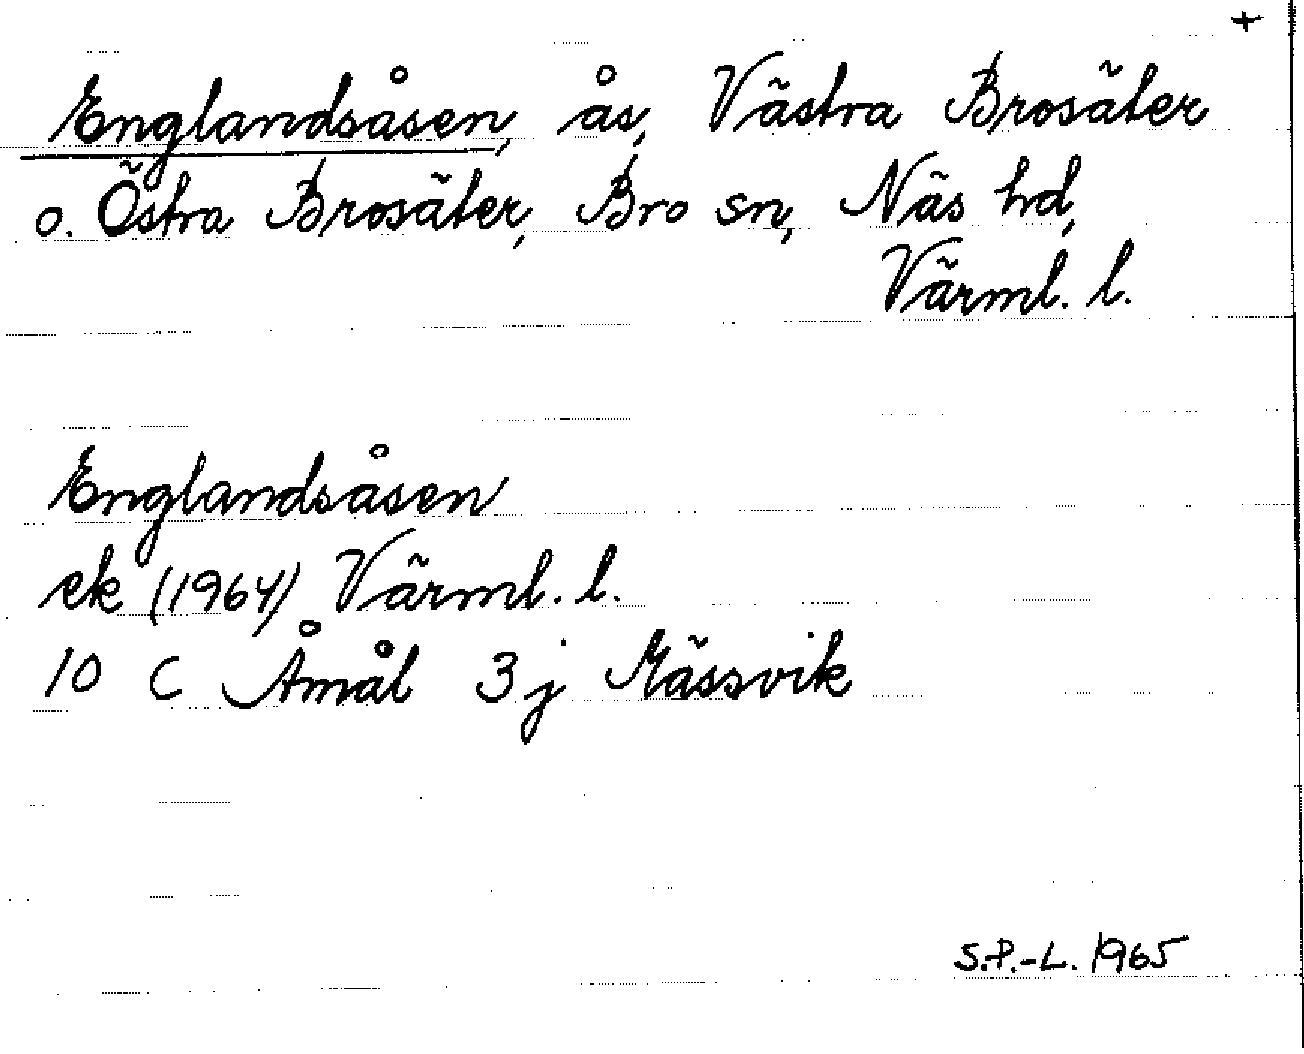 +
Englandsåsen, ås, Västra Brosäter
o. Östra Brosäter, Bro sn, Näs hd,
Värml. l.
Englandsåsen
ek (1964) Värml. l.
10 C Åmål 3 j Mässvik
S.P.-L. 1965